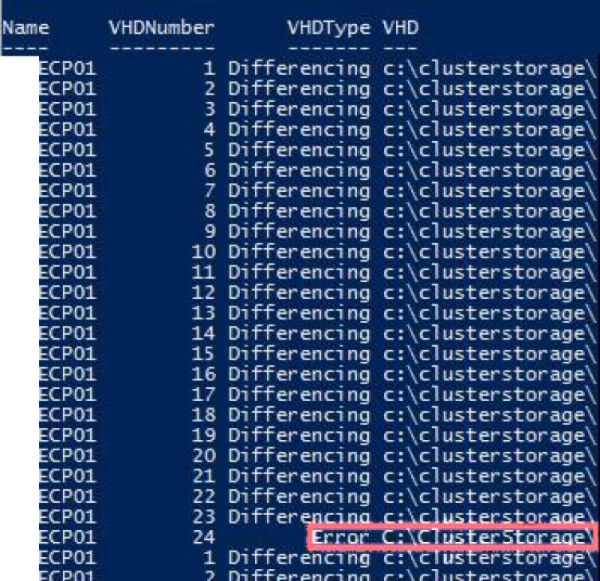 Name VHDNumber VHDType VHD
---- --------- ------- ---
ECP01 1 Differencing c:\clusterstorage\
ECP01 2 Differencing c:\clusterstorage\
ECP01 3 Differencing c:\clusterstorage\
ECP01 4 Differencing c:\clusterstorage\
ECP01 5 Differencing c:\clusterstorage\
ECP01 6 Differencing c:\clusterstorage\
ECP01 7 Differencing c:\clusterstorage\
ECP01 8 Differencing c:\clusterstorage\
ECP01 9 Differencing c:\clusterstorage\
ECP01 10 Differencing c:\clusterstorage\
ECP01 11 Differencing c:\clusterstorage\
ECP01 12 Differencing c:\clusterstorage\
ECP01 13 Differencing c:\clusterstorage\
ECP01 14 Differencing c:\clusterstorage\
ECP01 15 Differencing c:\clusterstorage\
ECP01 16 Differencing c:\clusterstorage\
ECP01 17 Differencing c:\clusterstorage\
ECP01 18 Differencing c:\clusterstorage\
ECP01 19 Differencing c:\clusterstorage\
ECP01 20 Differencing c:\clusterstorage\
ECP01 21 Differencing c:\clusterstorage\
ECP01 22 Differencing c:\clusterstorage\
ECP01 23 Differencing c:\clusterstorage\
ECP01 24 Error C:\ClusterStorage\
ECP01 1 Differencing c:\clusterstorage\
ECP01 2 Differencing c:\clusterstorage\